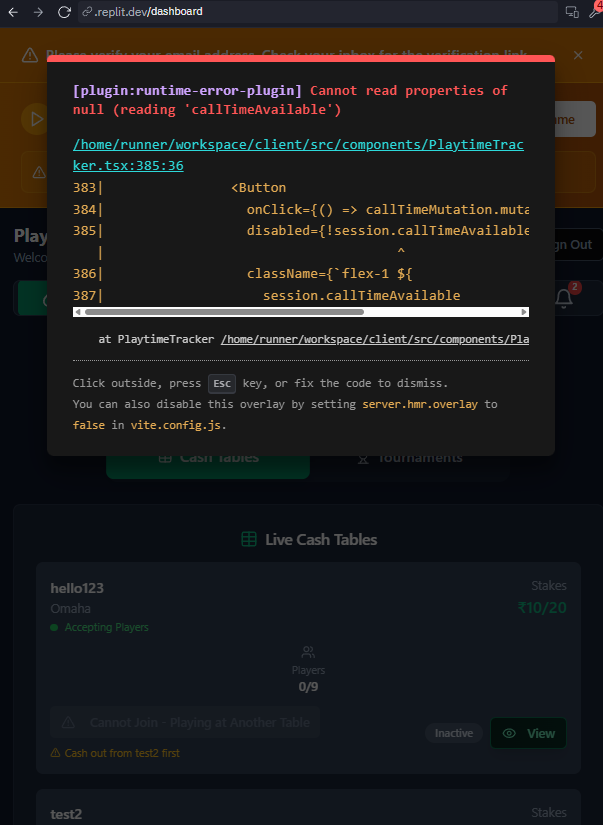 .replit.dev/dashboard
4
Please verify your email address. Check your inbox for the verification link.
[plugin:runtime-error-plugin] Cannot read properties of
null (reading 'callTimeAvailable')
/home/runner/workspace/client/src/components/PlaytimeTrac
ker.tsx:385:36
383|                <Button
384|                  onClick={() => callTimeMutation.muta
385|                  disabled={!session.callTimeAvailable
   |                                     ^
386|                  className={`flex-1 ${
387|                    session.callTimeAvailable
at PlaytimeTracker /home/runner/workspace/client/src/components/Pla
Click outside, press Esc key, or fix the code to dismiss.
You can also disable this overlay by setting server.hmr.overlay to
false in vite.config.js.
Play
Welco
gn Out
2
Cash Tables
Tournaments
Live Cash Tables
hello123
Stakes
Omaha
₹10/20
Accepting Players
Players
0/9
Cannot Join - Playing at Another Table
Inactive
View
Cash out from test2 first
test2
Stakes